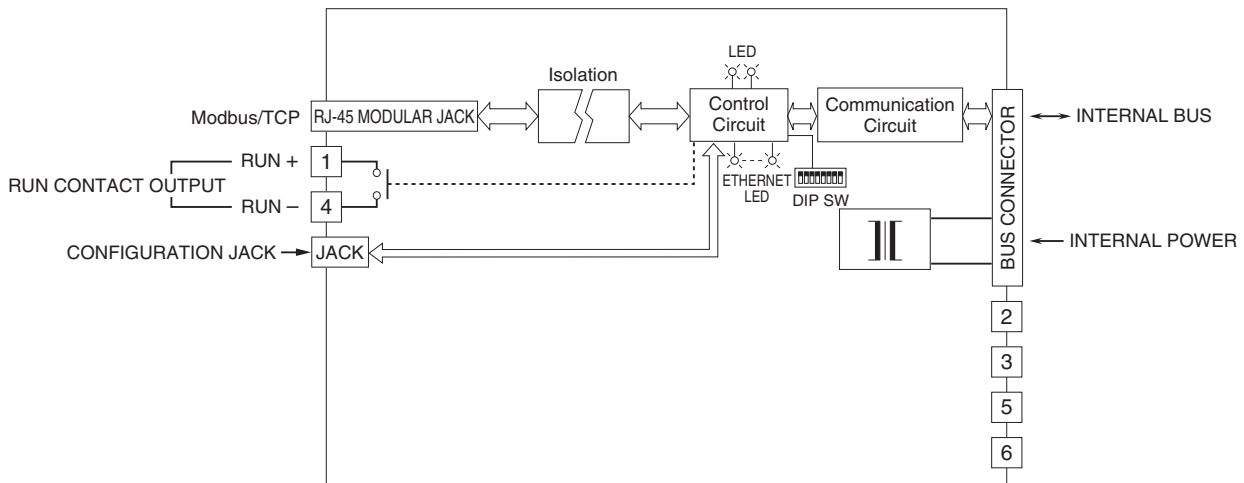 LED
Isolation
Modbus/TCP
RJ-45 MODULAR JACK
Control
Circuit
Communication
Circuit
BUS CONNECTOR
INTERNAL BUS
RUN +
1
RUN CONTACT OUTPUT
RUN –
4
ETHERNET
LED
DIP SW
CONFIGURATION JACK
JACK
INTERNAL POWER
2
3
5
6